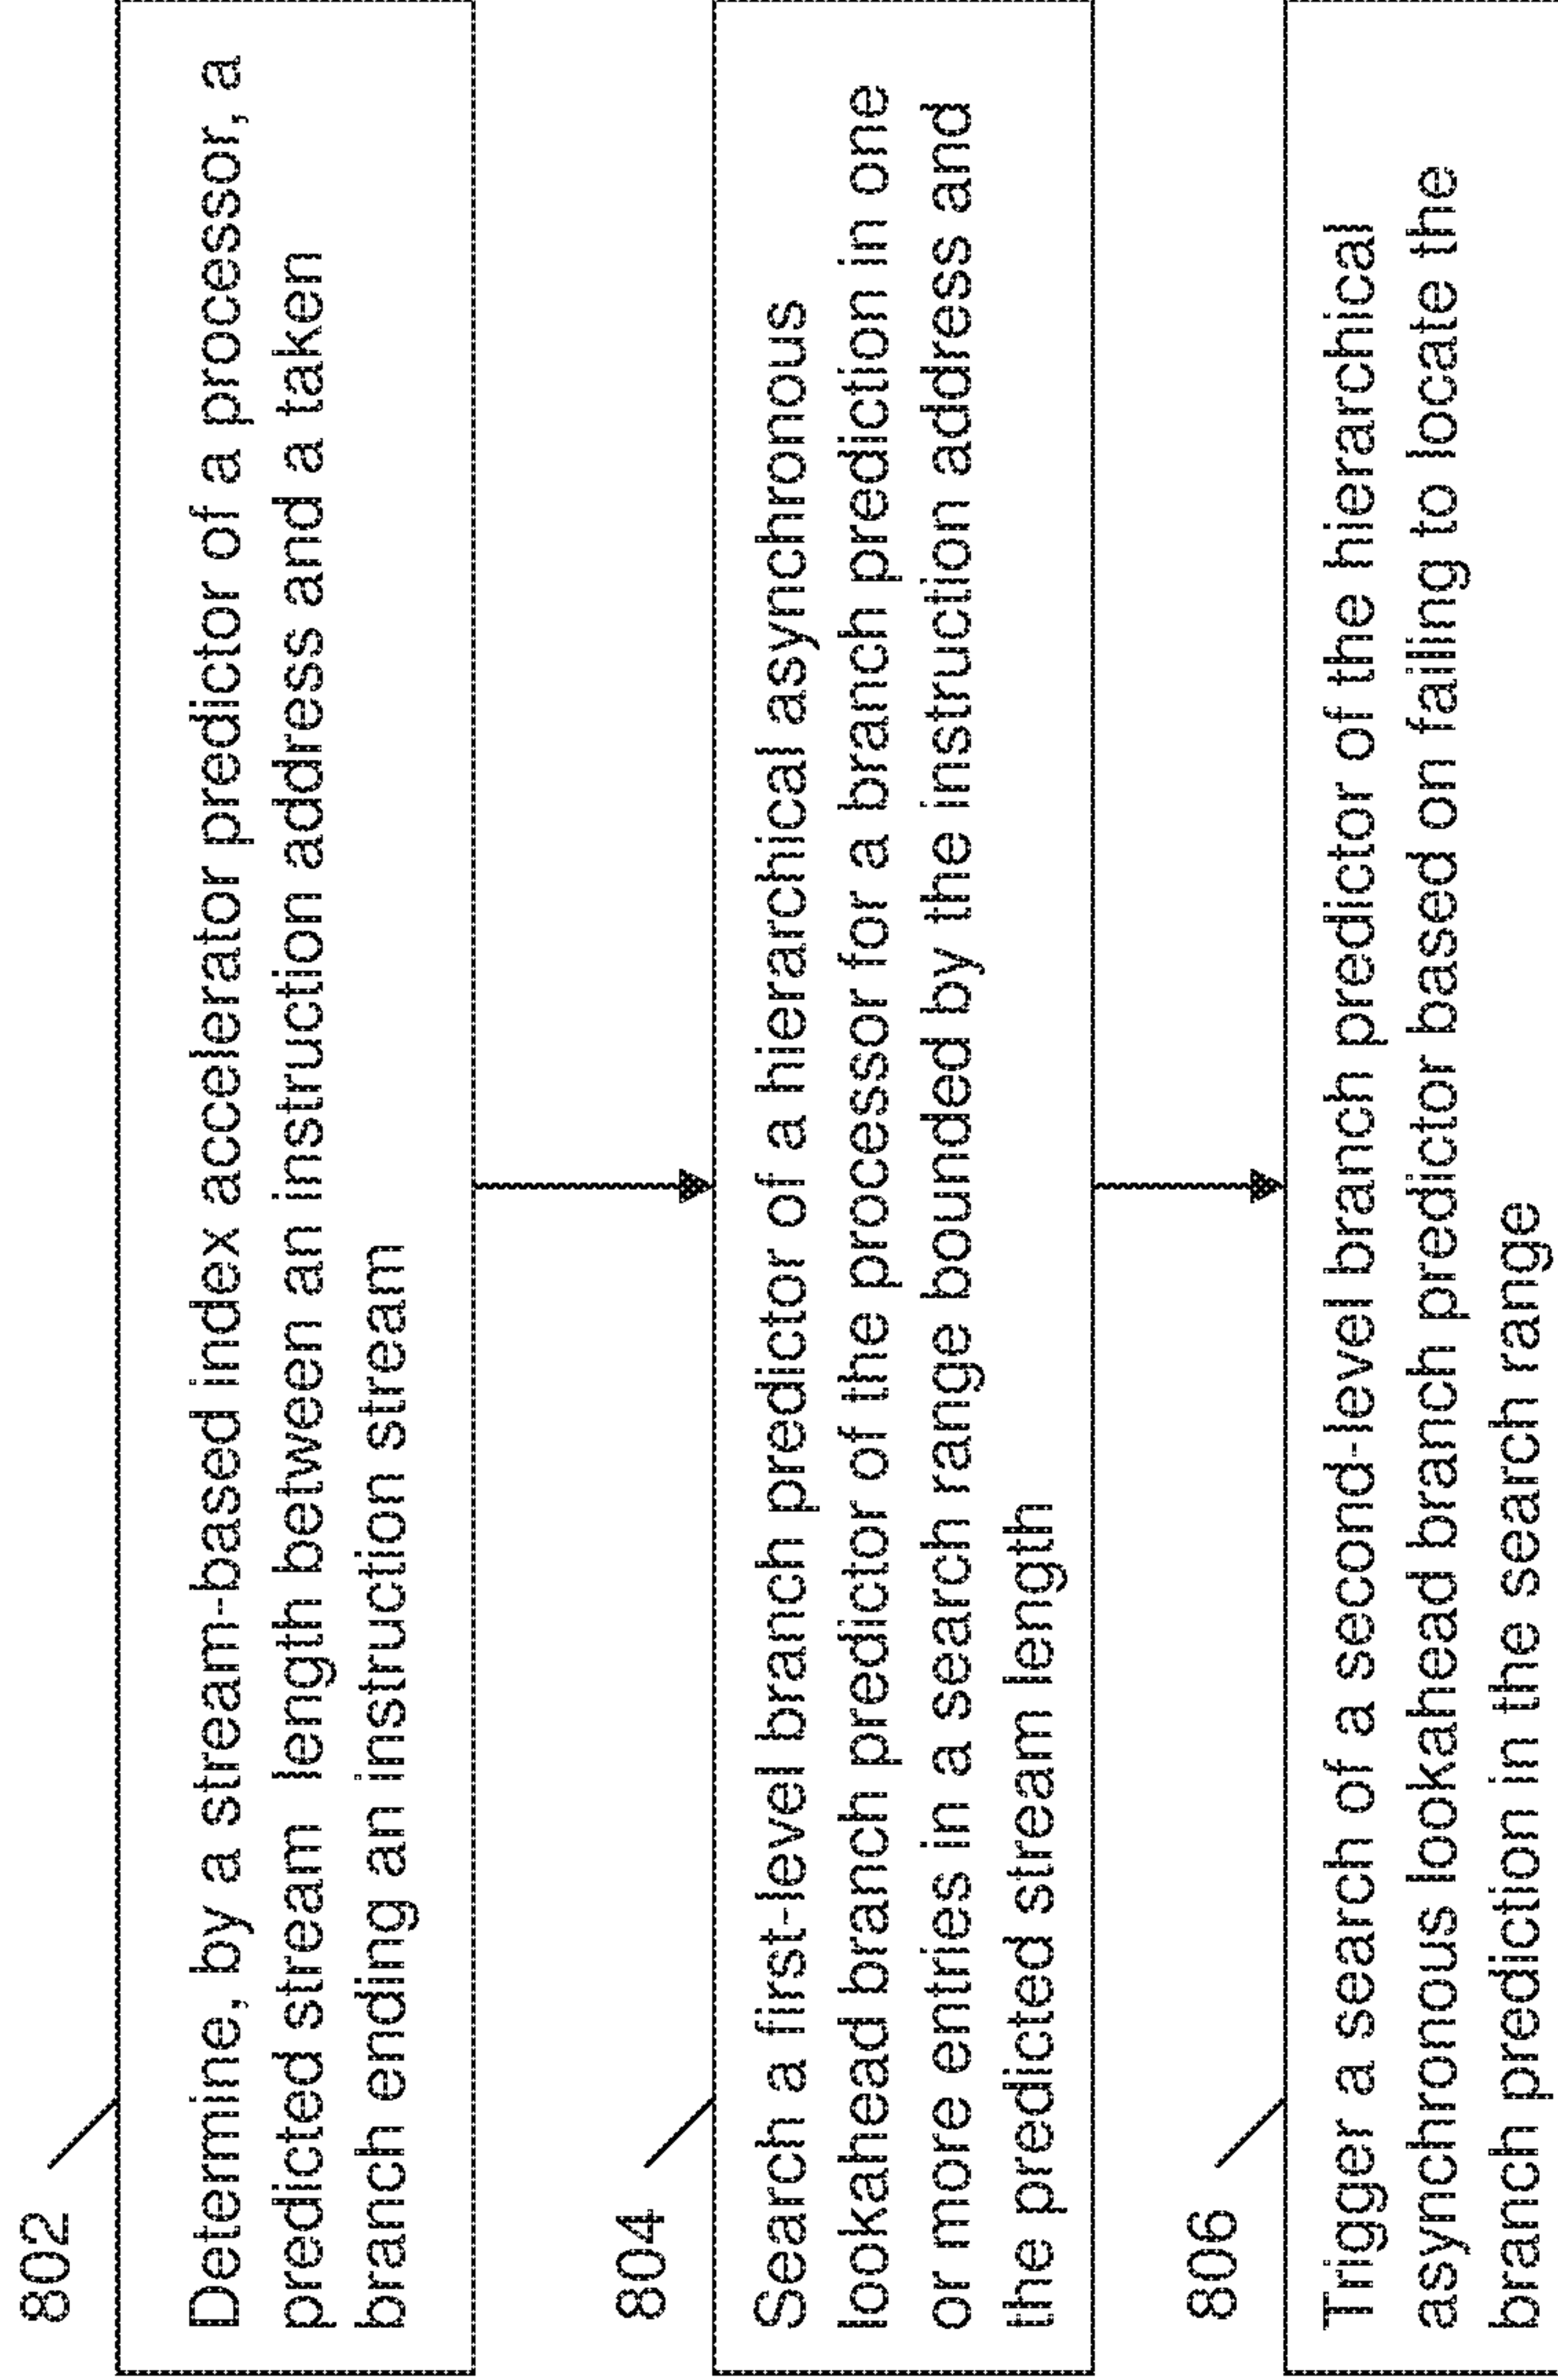 802
Determine, by a stream-based index accelerator predictor of a processor, a
predicted stream length between an instruction address and a taken
branch ending an instruction stream
804
Search a first-level branch predictor of a hierarchical asynchronous
lookahead branch predictor of the processor for a branch prediction in one
or more entries in a search range bounded by the instruction address and
the predicted stream length
806
Trigger a search of a second-level branch predictor of the hierarchical
asynchronous lookahead branch predictor based on failing to locate the
branch prediction in the search range